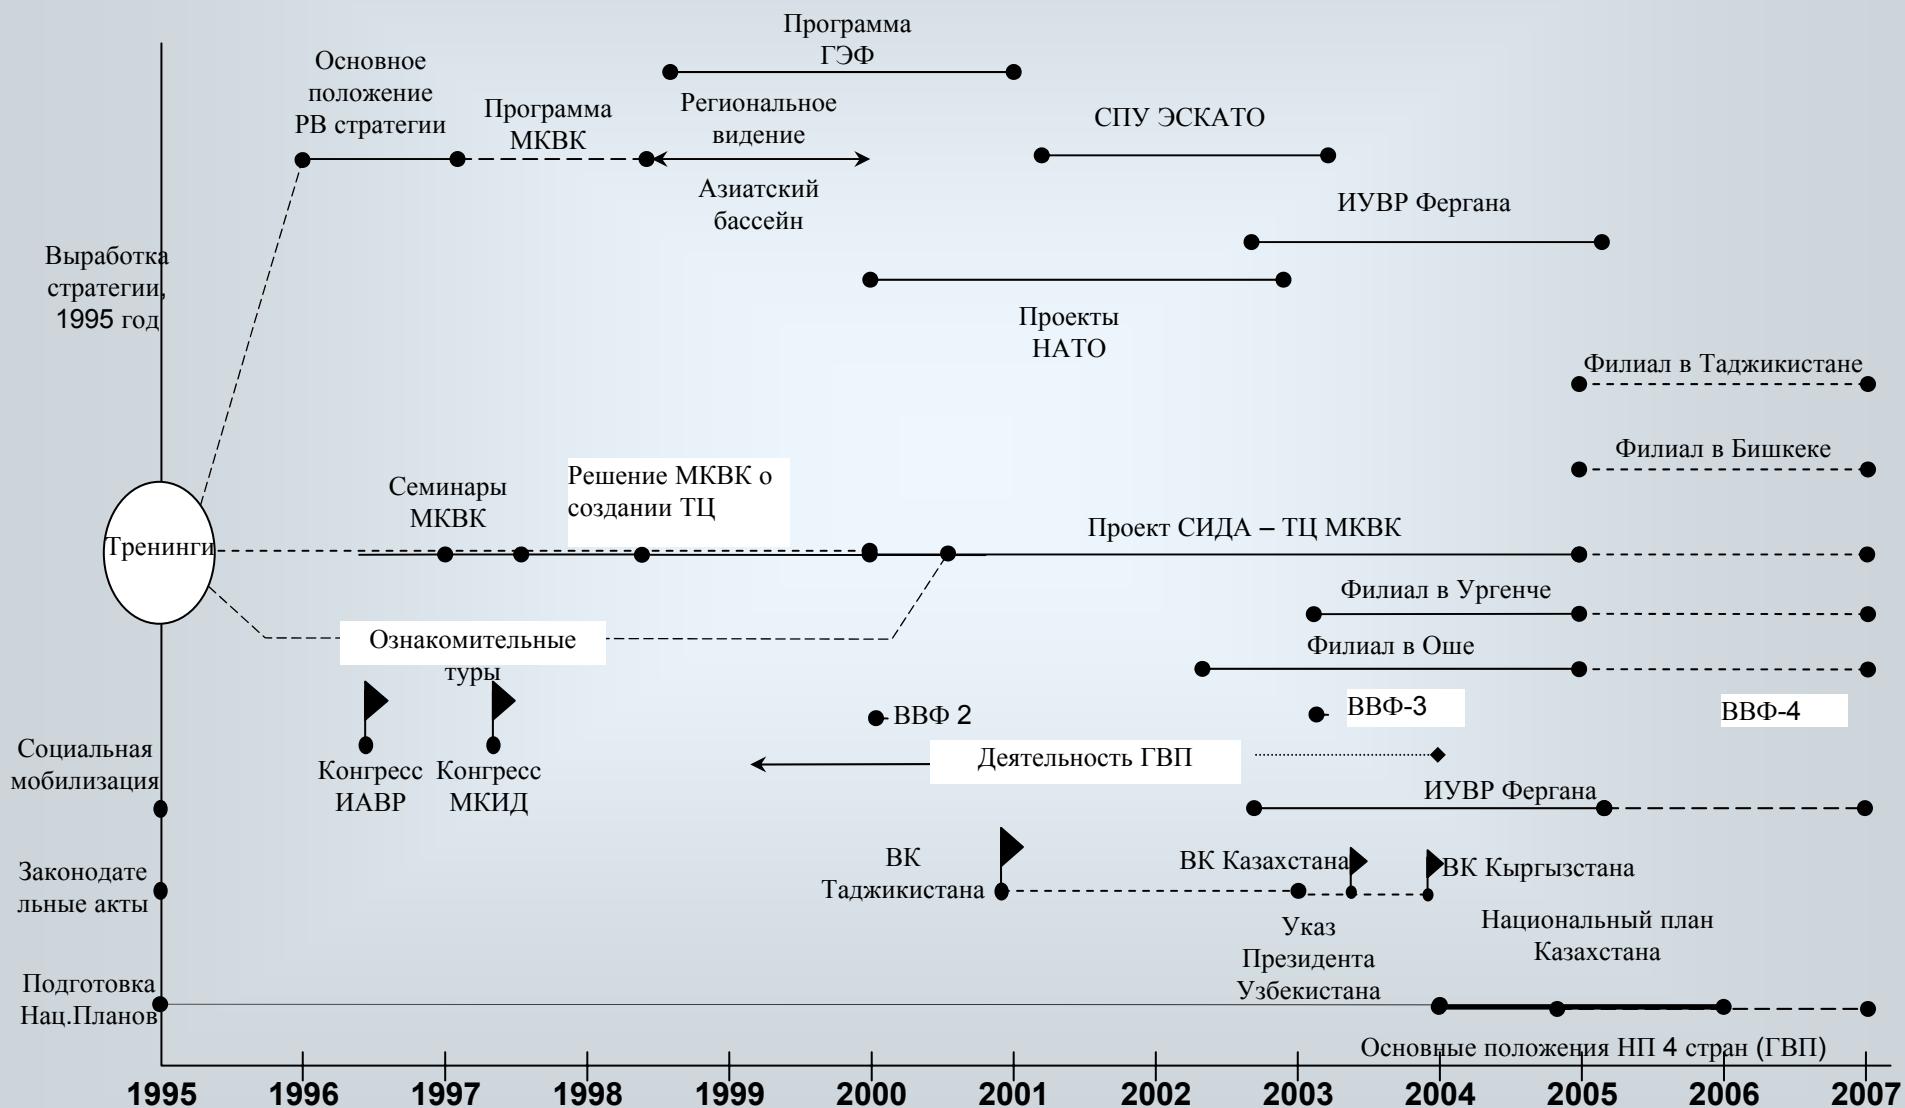 Программа
ГЭФ
Основное
положение
РВ стратегии
Программа
МКВК
Региональное
видение
СПУ ЭСКАТО
Азиатский
бассейн
ИУВР Фергана
Выработка
стратегии,
1995 год
Проекты
НАТО
Филиал в Таджикистане
Филиал в Бишкеке
Семинары
МКВК
Решение МКВК о
создании ТЦ
Проект СИДА – ТЦ МКВК
Тренинги
Филиал в Ургенче
Ознакомительные
туры
Филиал в Оше
ВВФ 2
ВВФ-3
ВВФ-4
Социальная
мобилизация
Конгресс
ИАВР
Конгресс
МКИД
Деятельность ГВП
ИУВР Фергана
Законодате
льные акты
ВК
Таджикистана
ВК Казахстана
ВК Кыргызстана
Указ
Президента
Узбекистана
Национальный план
Казахстана
Подготовка
Нац.Планов
Основные положения НП 4 стран (ГВП)
1995 1996 1997 1998 1999 2000 2001 2002 2003 2004 2005 2006 2007